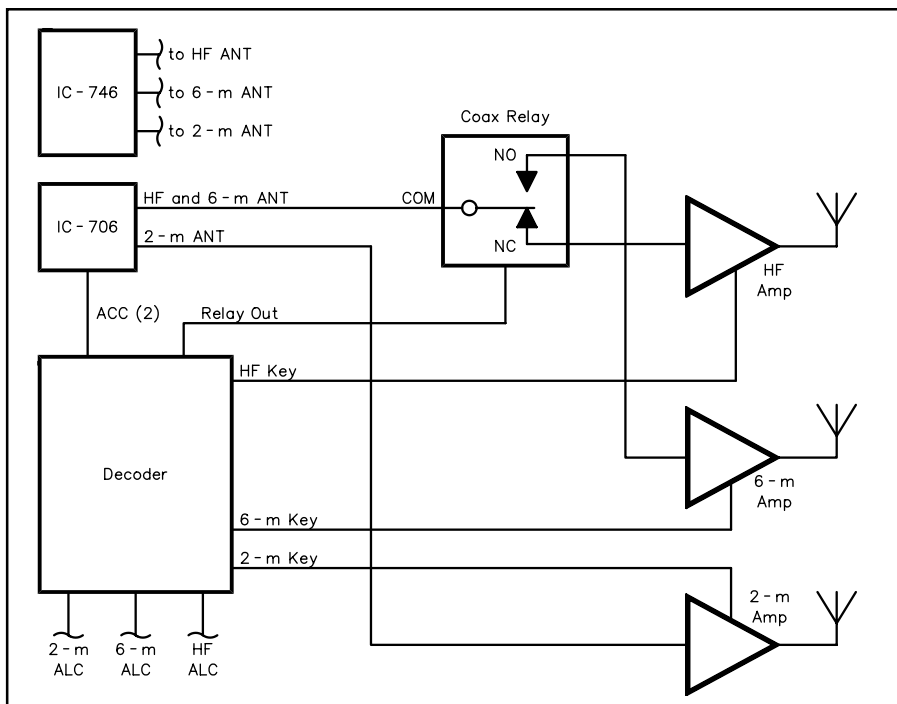 IC-746
to HF ANT
to 6-m ANT
to 2-m ANT
Coax Relay
NO
COM
NC
IC-706
HF and 6-m ANT
2-m ANT
ACC (2)
Relay Out
HF
Amp
HF Key
Decoder
6-m
Amp
6-m Key
2-m Key
2-m
Amp
2-m
ALC
6-m
ALC
HF
ALC